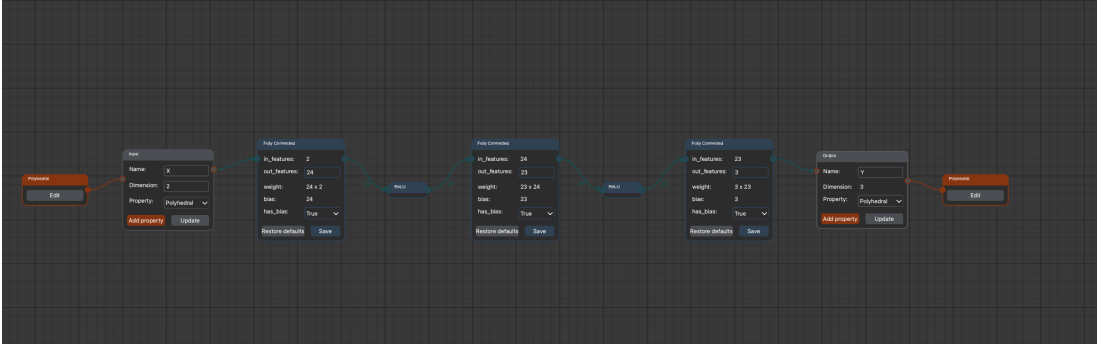 Polyhedral
Edit
Input
Name: X
Dimension: 2
Property: Polyhedral
Add property Update
Fully Connected
in_features: 2
out_features: 24
weight: 24 x 2
bias: 24
has_bias: True
Restore defaults Save
ReLU
Fully Connected
in_features: 24
out_features: 23
weight: 23 x 24
bias: 23
has_bias: True
Restore defaults Save
ReLU
Fully Connected
in_features: 23
out_features: 3
weight: 3 x 23
bias: 3
has_bias: True
Restore defaults Save
Output
Name: Y
Dimension: 3
Property: Polyhedral
Add property Update
Polyhedral
Edit